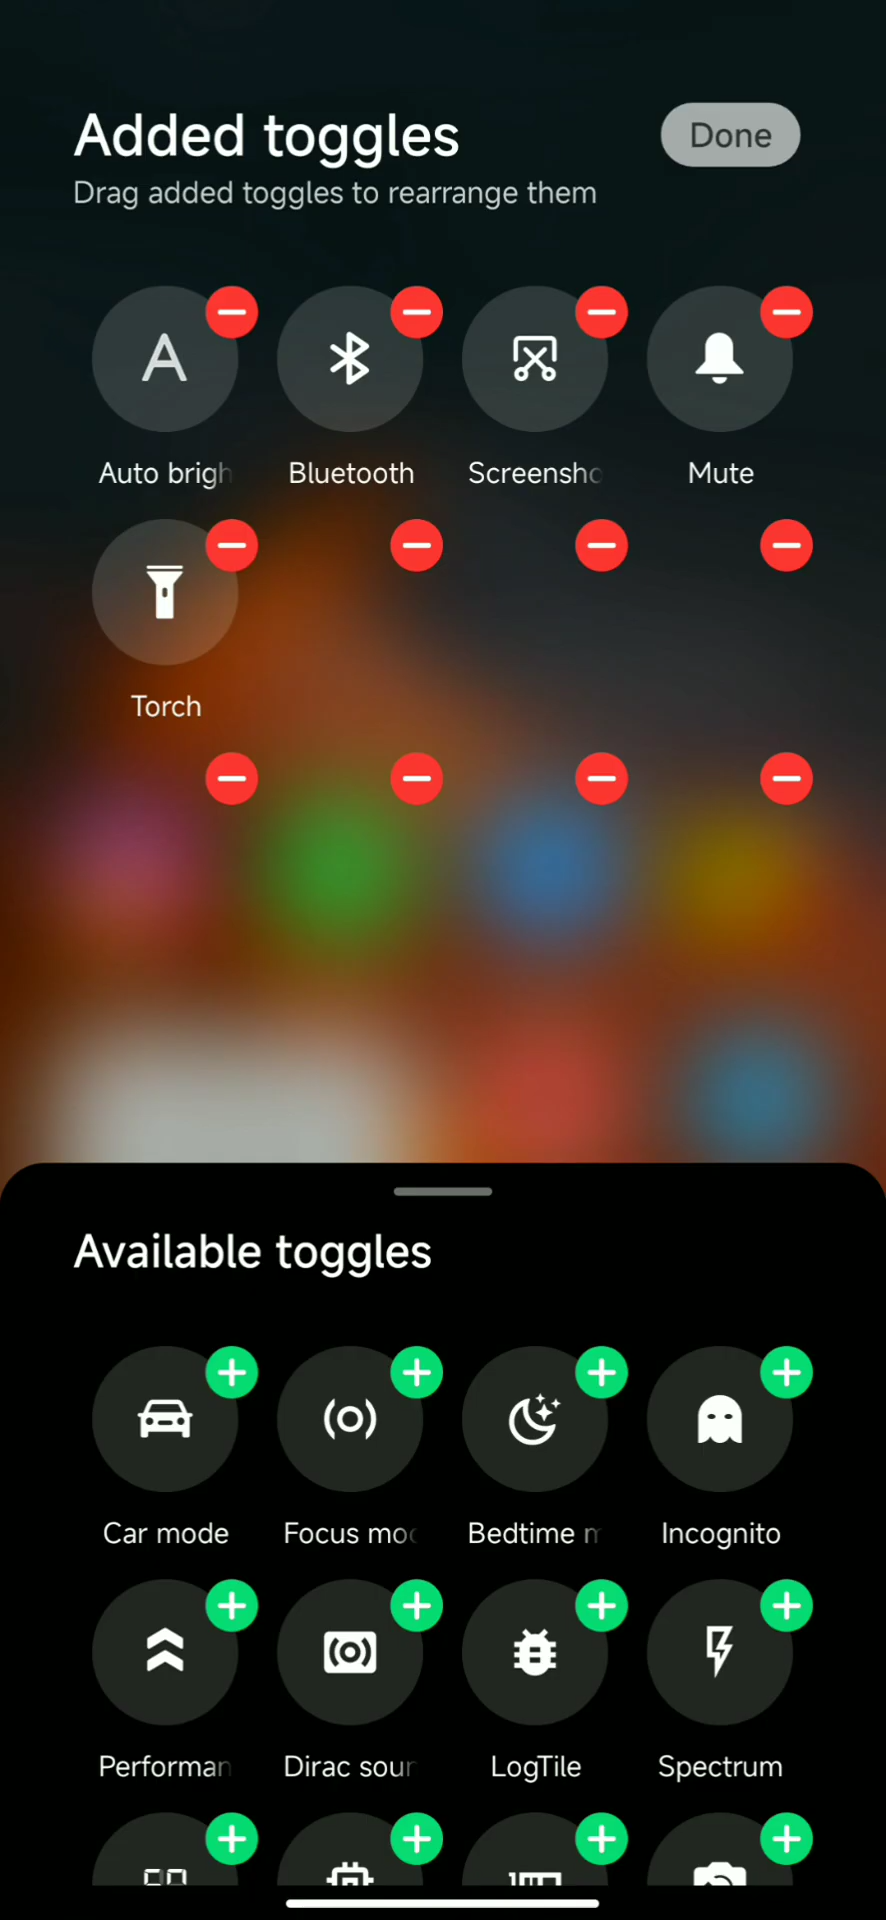 Added toggles
Done
Drag added toggles to rearrange them
Auto brigh
Bluetooth
Screensho
Mute
Torch
Available toggles
Car mode
Focus moc
Bedtime m
Incognito
Performan
Dirac sour
LogTile
Spectrum